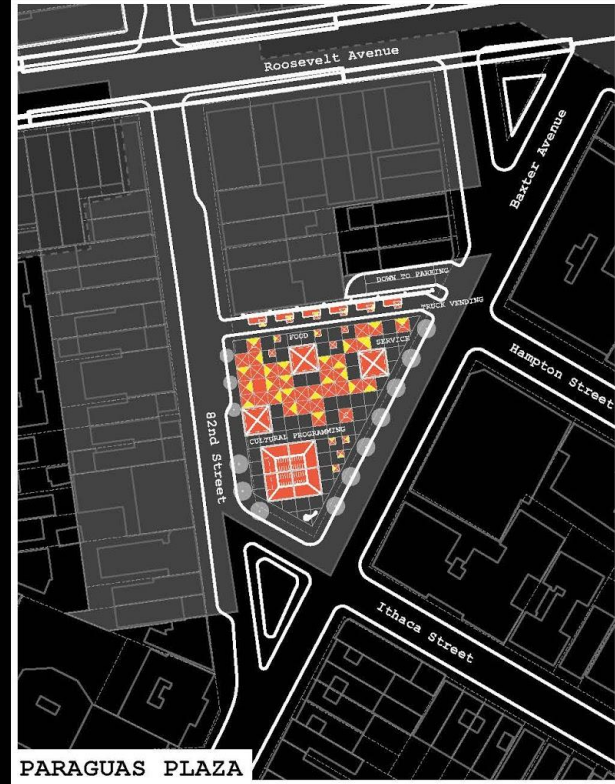 Roosevelt Avenue
Baxter Avenue
DOWN TO PARKING
TRUCK VENDING
FOOD
SERVICE
Hampton Street
82nd Street
CULTURAL PROGRAMMING
Ithaca Street
PARAGUAS PLAZA